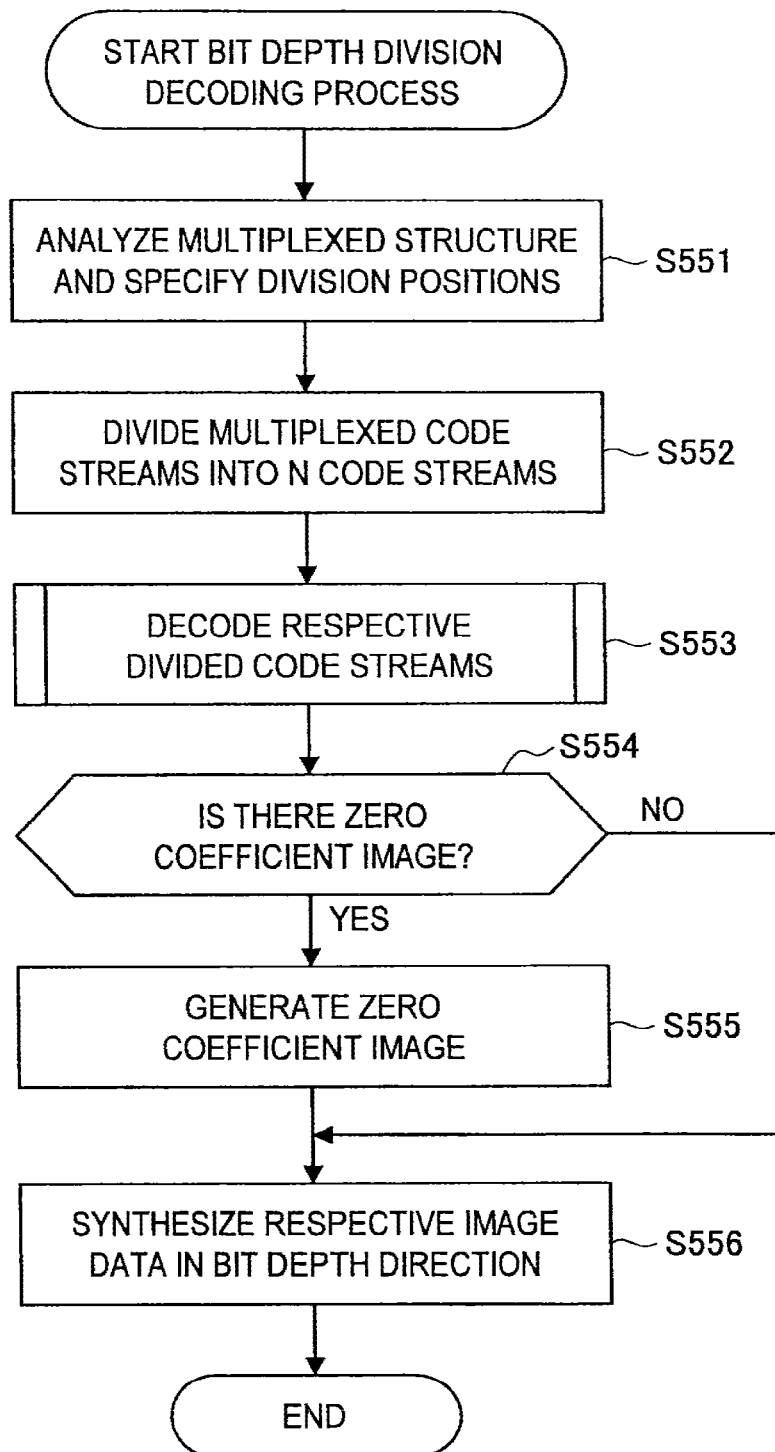 START BIT DEPTH DIVISION
DECODING PROCESS
ANALYZE MULTIPLEXED STRUCTURE
AND SPECIFY DIVISION POSITIONS
S551
DIVIDE MULTIPLEXED CODE
STREAMS INTO N CODE STREAMS
S552
DECODE RESPECTIVE
DIVIDED CODE STREAMS
S553
S554
IS THERE ZERO
COEFFICIENT IMAGE?
NO
YES
GENERATE ZERO
COEFFICIENT IMAGE
S555
SYNTHESIZE RESPECTIVE IMAGE
DATA IN BIT DEPTH DIRECTION
S556
END